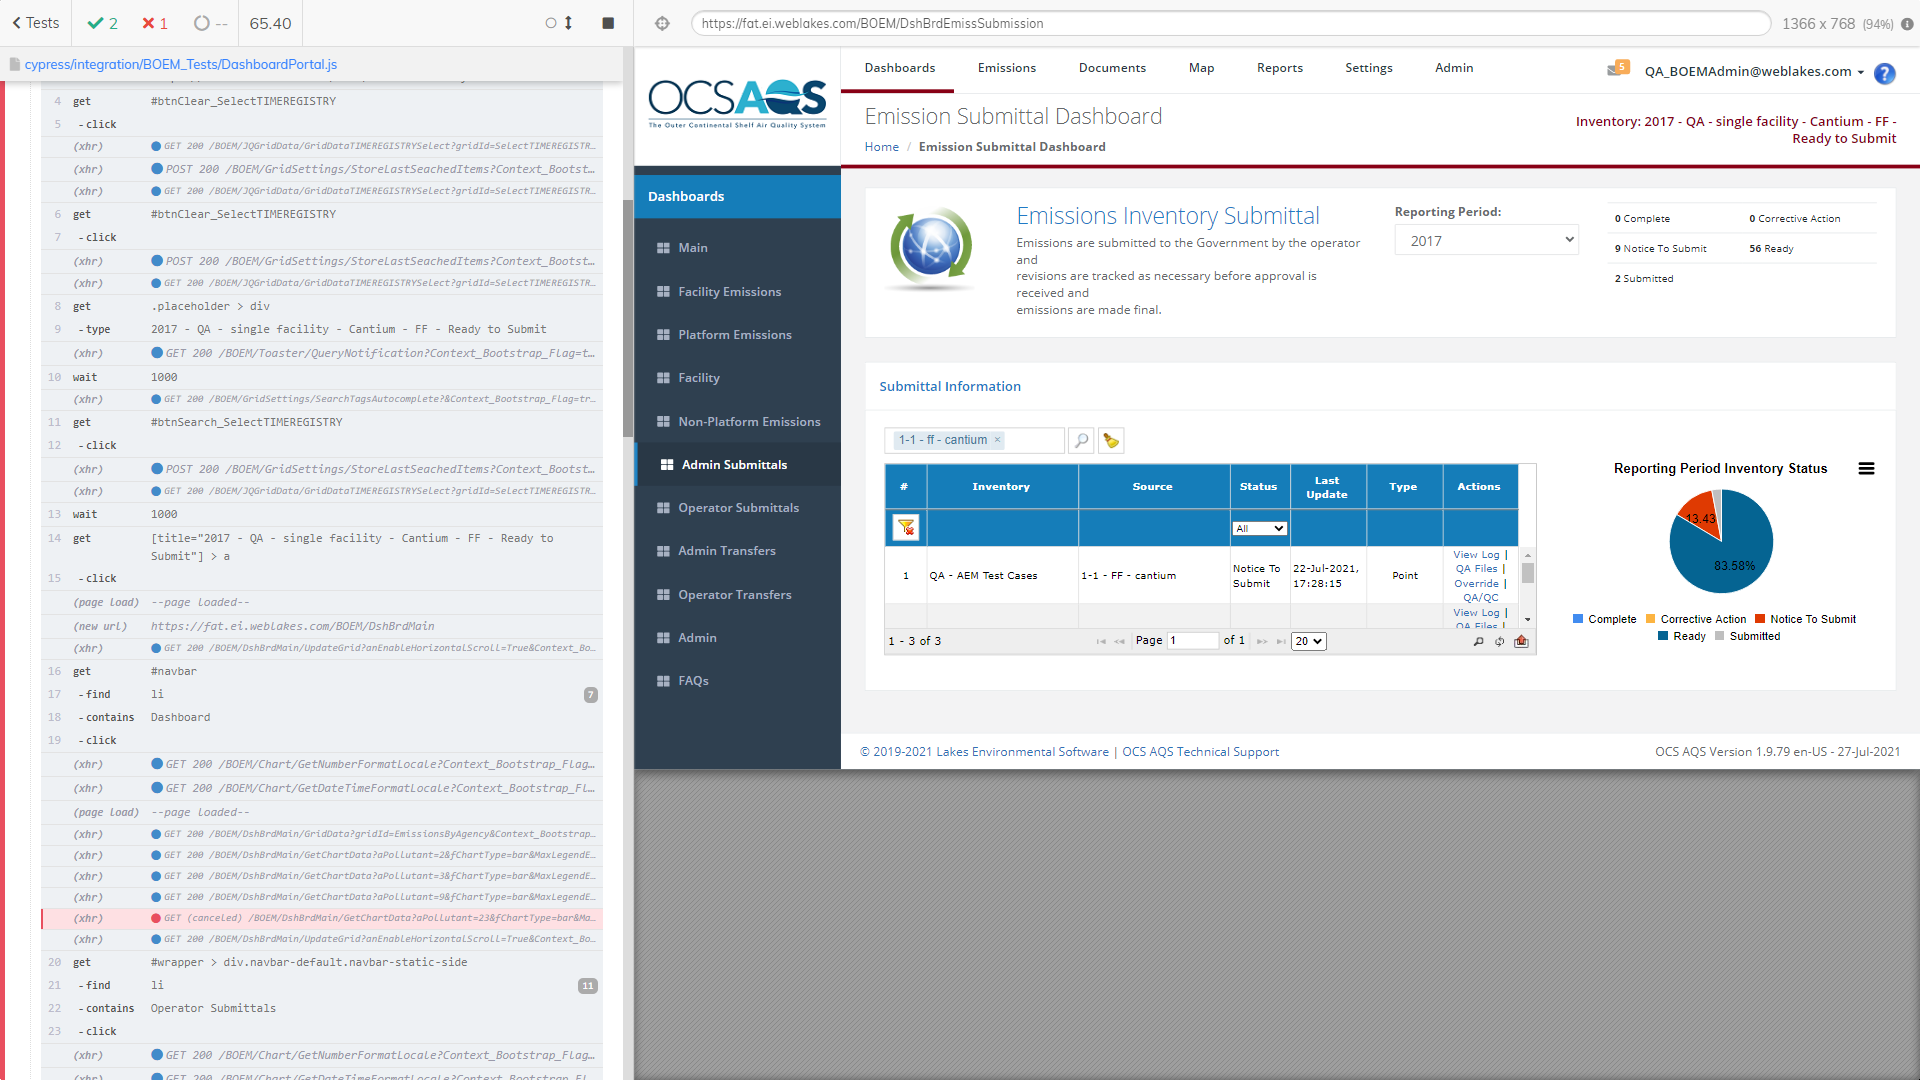 Tests
2
1
--
65.40
https://fat.ei.weblakes.com/BOEM/DshBrdEmissSubmission
1366 x 768 (94%)
cypress/integration/BOEM_Tests/DashboardPortal.js
4 get #btnClear_SelectTIMEREGISTRY
5 - click
(xhr) GET 200 /BOEM/JQGridData/GridDataTIMEREGISTRYSelect?gridId=SelectTIMEREGISTR...
(xhr) POST 200 /BOEM/GridSettings/StoreLastSeachedItems?Context_Bootst...
(xhr) GET 200 /BOEM/JQGridData/GridDataTIMEREGISTRYSelect?gridId=SelectTIMEREGISTR...
6 get #btnClear_SelectTIMEREGISTRY
7 - click
(xhr) POST 200 /BOEM/GridSettings/StoreLastSeachedItems?Context_Bootst...
(xhr) GET 200 /BOEM/JQGridData/GridDataTIMEREGISTRYSelect?gridId=SelectTIMEREGISTR...
8 get .placeholder > div
9 - type 2017 - QA - single facility - Cantium - FF - Ready to Submit
(xhr) GET 200 /BOEM/Toaster/QueryNotification?Context_Bootstrap_Flag=t...
10 wait 1000
(xhr) GET 200 /BOEM/GridSettings/SearchTagsAutocomplete?&Context_Bootstrap_Flag=tr...
11 get #btnSearch_SelectTIMEREGISTRY
12 - click
(xhr) POST 200 /BOEM/GridSettings/StoreLastSeachedItems?Context_Bootst...
(xhr) GET 200 /BOEM/JQGridData/GridDataTIMEREGISTRYSelect?gridId=SelectTIMEREGISTR...
13 wait 1000
14 get [title="2017 - QA - single facility - Cantium - FF - Ready to
Submit"] > a
15 - click
(page load) --page loaded--
(new url) https://fat.ei.weblakes.com/BOEM/DshBrdMain
(xhr) GET 200 /BOEM/DshBrdMain/UpdateGrid?anEnableHorizontalScroll=True&Context_Bo...
16 get #navbar
17 - find li 7
18 - contains Dashboard
19 - click
(xhr) GET 200 /BOEM/Chart/GetNumberFormatLocale?Context_Bootstrap_Flag...
(xhr) GET 200 /BOEM/Chart/GetDateTimeFormatLocale?Context_Bootstrap_Fl...
(page load) --page loaded--
(xhr) GET 200 /BOEM/DshBrdMain/GridData?gridId=EmissionsByAgency&Context_Bootstrap...
(xhr) GET 200 /BOEM/DshBrdMain/GetChartData?aPollutant=2&fChartType=bar&MaxLegendE...
(xhr) GET 200 /BOEM/DshBrdMain/GetChartData?aPollutant=3&fChartType=bar&MaxLegendE...
(xhr) GET 200 /BOEM/DshBrdMain/GetChartData?aPollutant=9&fChartType=bar&MaxLegendE...
(xhr) GET (canceled) /BOEM/DshBrdMain/GetChartData?aPollutant=23&fChartType=bar&Ma...
(xhr) GET 200 /BOEM/DshBrdMain/UpdateGrid?anEnableHorizontalScroll=True&Context_Bo...
20 get #wrapper > div.navbar-default.navbar-static-side
21 - find li 11
22 - contains Operator Submittals
23 - click
(xhr) GET 200 /BOEM/Chart/GetNumberFormatLocale?Context_Bootstrap_Flag...
(xhr) GET 200 /BOEM/Chart/GetDateTimeFormatLocale?Context_Bootstrap_Fl...
OCSAQS
The Outer Continental Shelf Air Quality System
Dashboards
Main
Facility Emissions
Platform Emissions
Facility
Non-Platform Emissions
Admin Submittals
Operator Submittals
Admin Transfers
Operator Transfers
Admin
FAQs
Dashboards Emissions Documents Map Reports Settings Admin
5
QA_BOEMAdmin@weblakes.com
?
Emission Submittal Dashboard
Home / Emission Submittal Dashboard
Inventory: 2017 - QA - single facility - Cantium - FF -
Ready to Submit
Emissions Inventory Submittal
Emissions are submitted to the Government by the operator
and
revisions are tracked as necessary before approval is
received and
emissions are made final.
Reporting Period:
2017
0 Complete 0 Corrective Action
9 Notice To Submit 56 Ready
2 Submitted
Submittal Information
1-1 - ff - cantium ×
# Inventory Source Status Last Update Type Actions
All
1 QA - AEM Test Cases 1-1 - FF - cantium Notice To Submit 22-Jul-2021, 17:28:15 Point
View Log |
QA Files |
Override |
QA/QC
View Log |
QA Files |
1 - 3 of 3
Page 1 of 1
20
Reporting Period Inventory Status
13.43
83.58%
Complete Corrective Action Notice To Submit
Ready Submitted
© 2019-2021 Lakes Environmental Software | OCS AQS Technical Support
OCS AQS Version 1.9.79 en-US - 27-Jul-2021